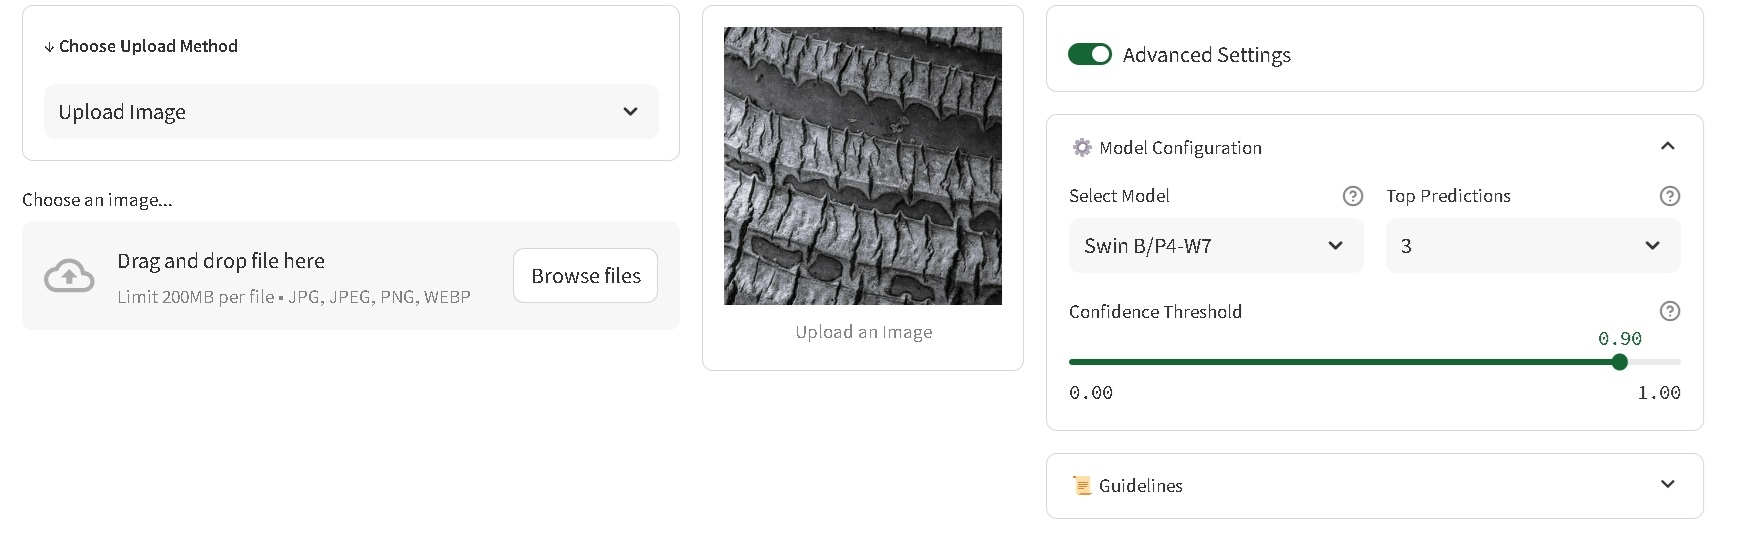 ↓ Choose Upload Method
Upload Image
Choose an image...
Drag and drop file here
Limit 200MB per file • JPG, JPEG, PNG, WEBP
Browse files
Upload an Image
Advanced Settings
Model Configuration
Select Model
Top Predictions
Swin B/P4-W7
3
Confidence Threshold
0.90
0.00
1.00
Guidelines